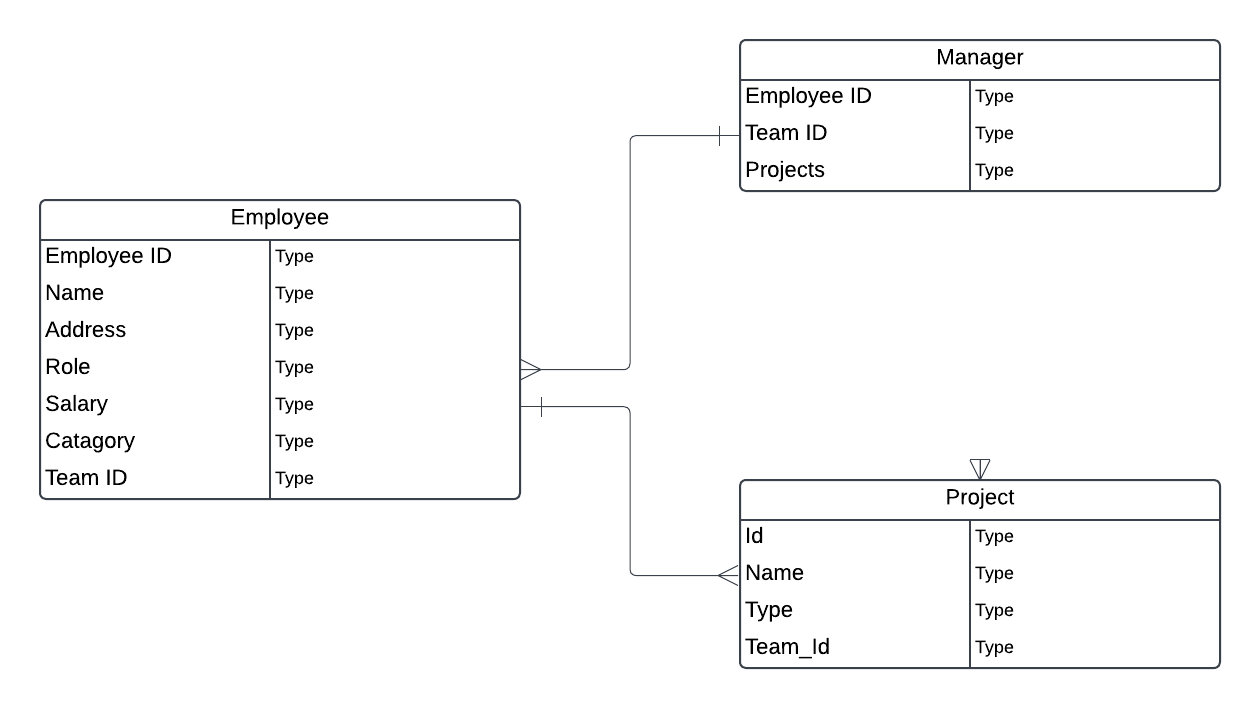 Manager
Employee ID Type
Team ID Type
Projects Type
Employee
Employee ID Type
Name Type
Address Type
Role Type
Salary Type
Catagory Type
Team ID Type
Project
Id Type
Name Type
Type Type
Team_Id Type